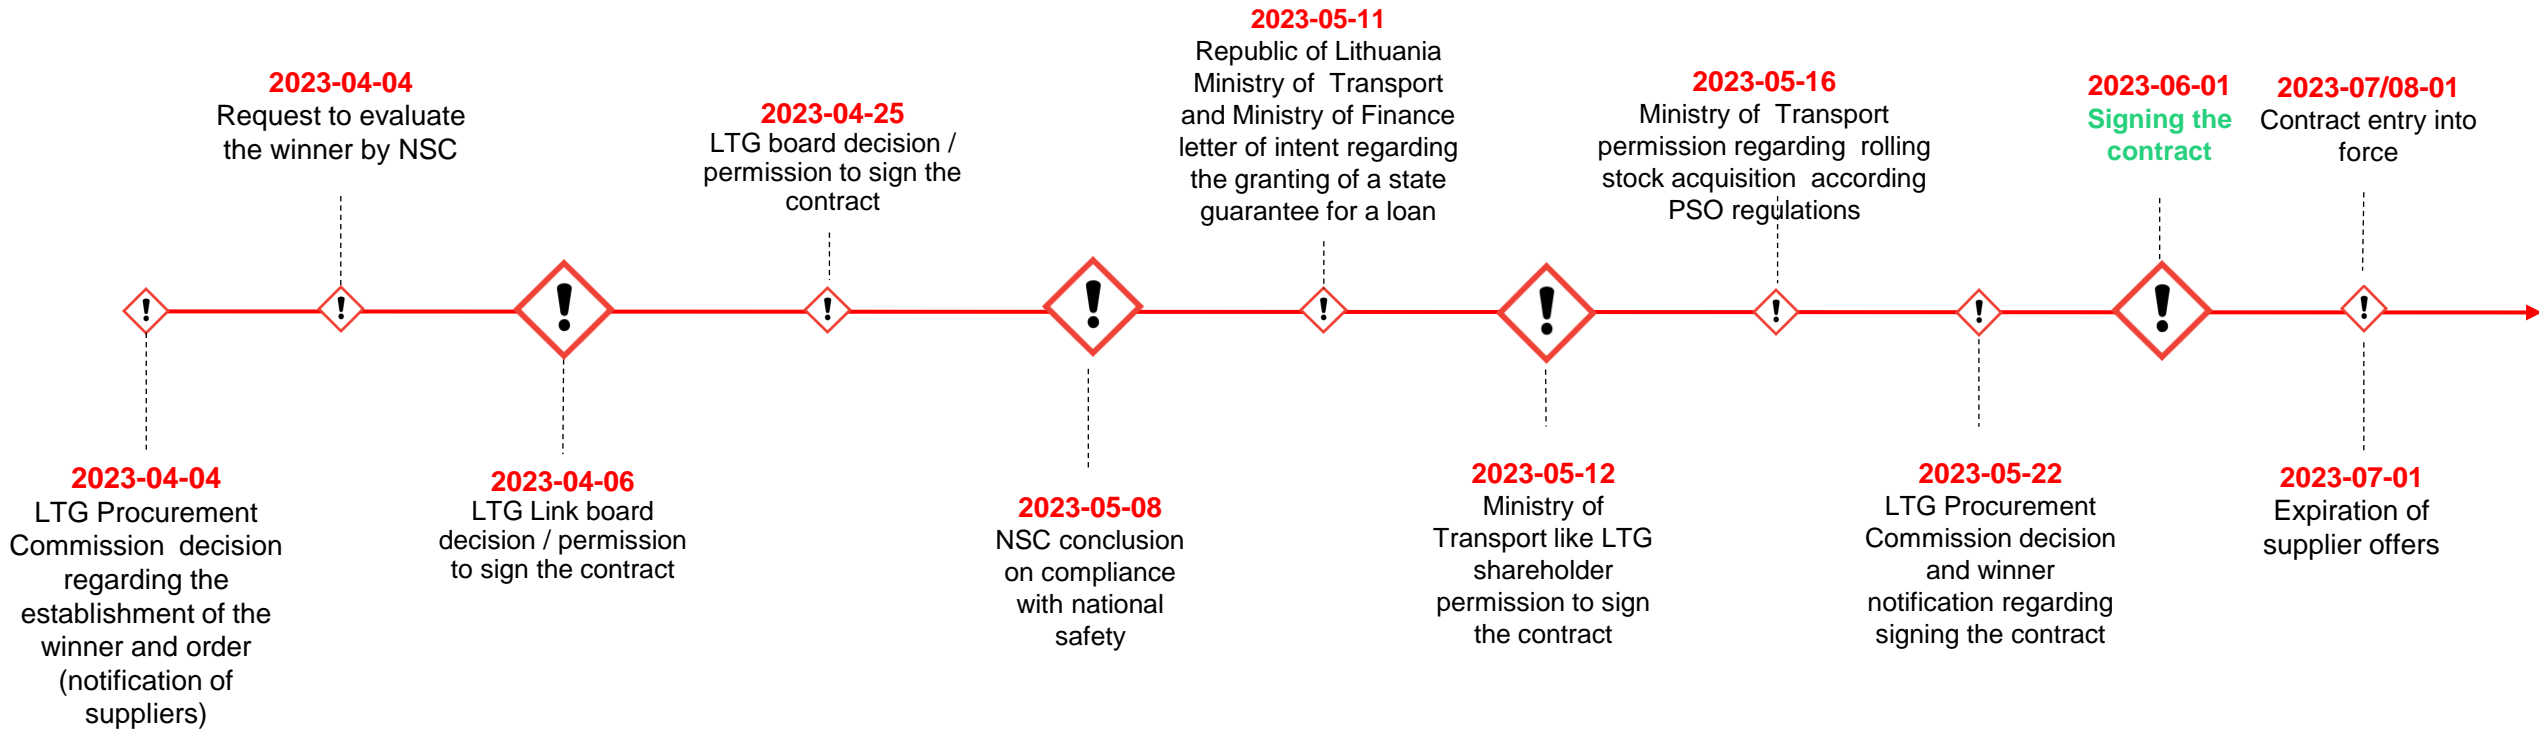 2023-04-04
LTG Procurement
Commission decision
regarding the
establishment of the
winner and order
(notification of
suppliers)
2023-04-04
Request to evaluate
the winner by NSC
2023-04-06
LTG Link board
decision / permission
to sign the contract
2023-04-25
LTG board decision /
permission to sign the
contract
2023-05-08
NSC conclusion
on compliance
with national
safety
2023-05-11
Republic of Lithuania
Ministry of Transport
and Ministry of Finance
letter of intent regarding
the granting of a state
guarantee for a loan
2023-05-12
Ministry of
Transport like LTG
shareholder
permission to sign
the contract
2023-05-16
Ministry of Transport
permission regarding rolling
stock acquisition according
PSO regulations
2023-05-22
LTG Procurement
Commission decision
and winner
notification regarding
signing the contract
2023-06-01
Signing the
contract
2023-07/08-01
Contract entry into
force
2023-07-01
Expiration of
supplier offers